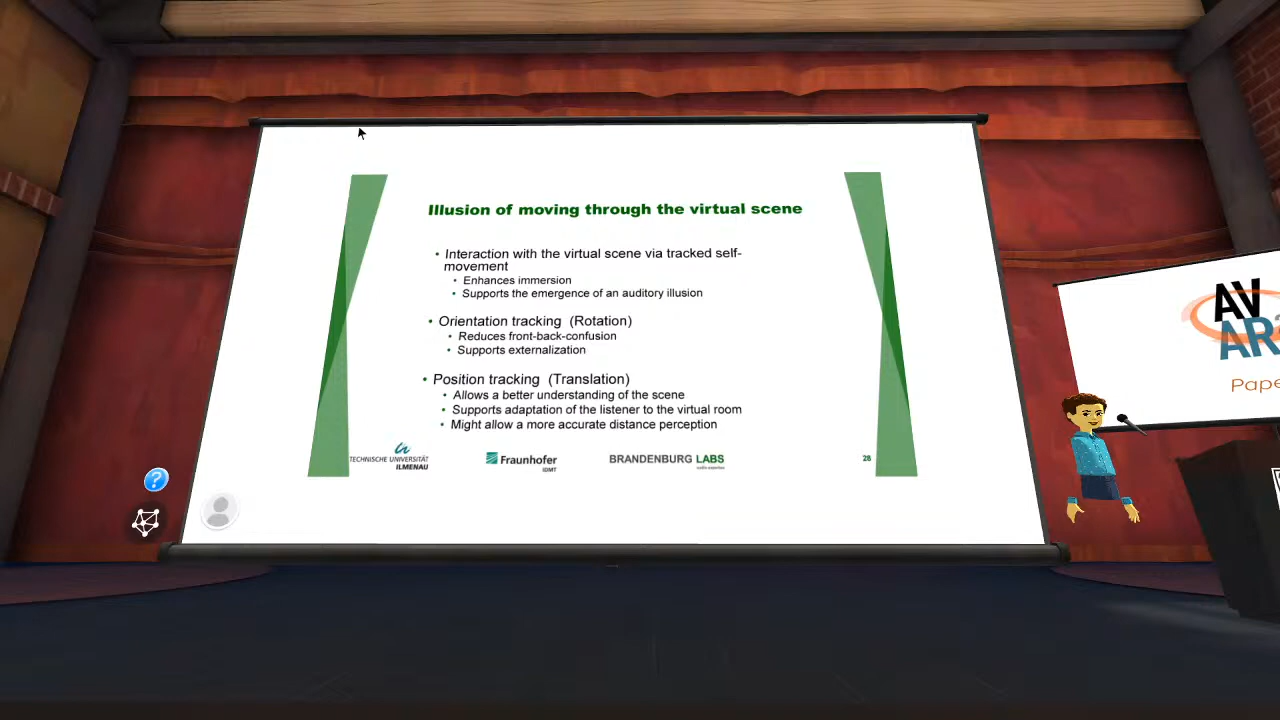 Illusion of moving through the virtual scene
• Interaction with the virtual scene via tracked self-
movement
• Enhances immersion
• Supports the emergence of an auditory illusion
• Orientation tracking (Rotation)
• Reduces front-back-confusion
• Supports externalization
• Position tracking (Translation)
• Allows a better understanding of the scene
• Supports adaptation of the listener to the virtual room
• Might allow a more accurate distance perception
TECHNISCHE UNIVERSITÄT
ILMENAU
Fraunhofer
IDMT
BRANDENBURG LABS
28
?
AV
AR
Pape